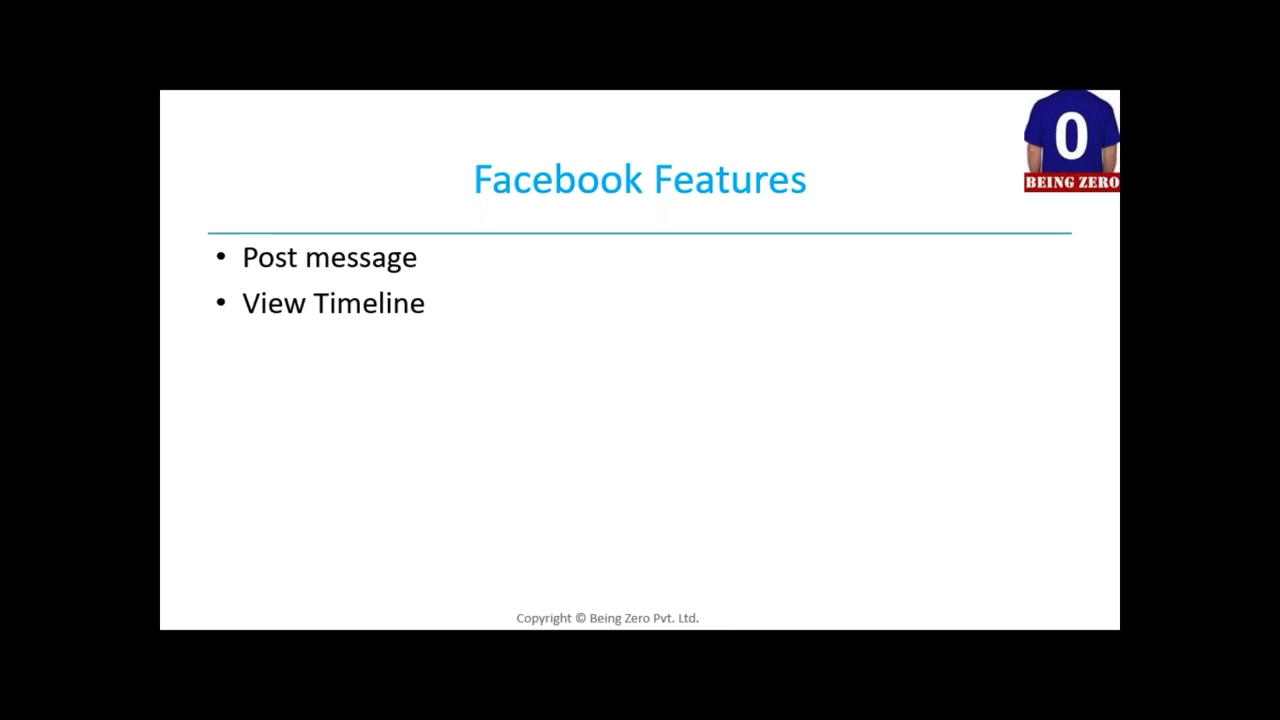 0
BEING ZERO
Facebook Features
• Post message
• View Timeline
Copyright © Being Zero Pvt. Ltd.